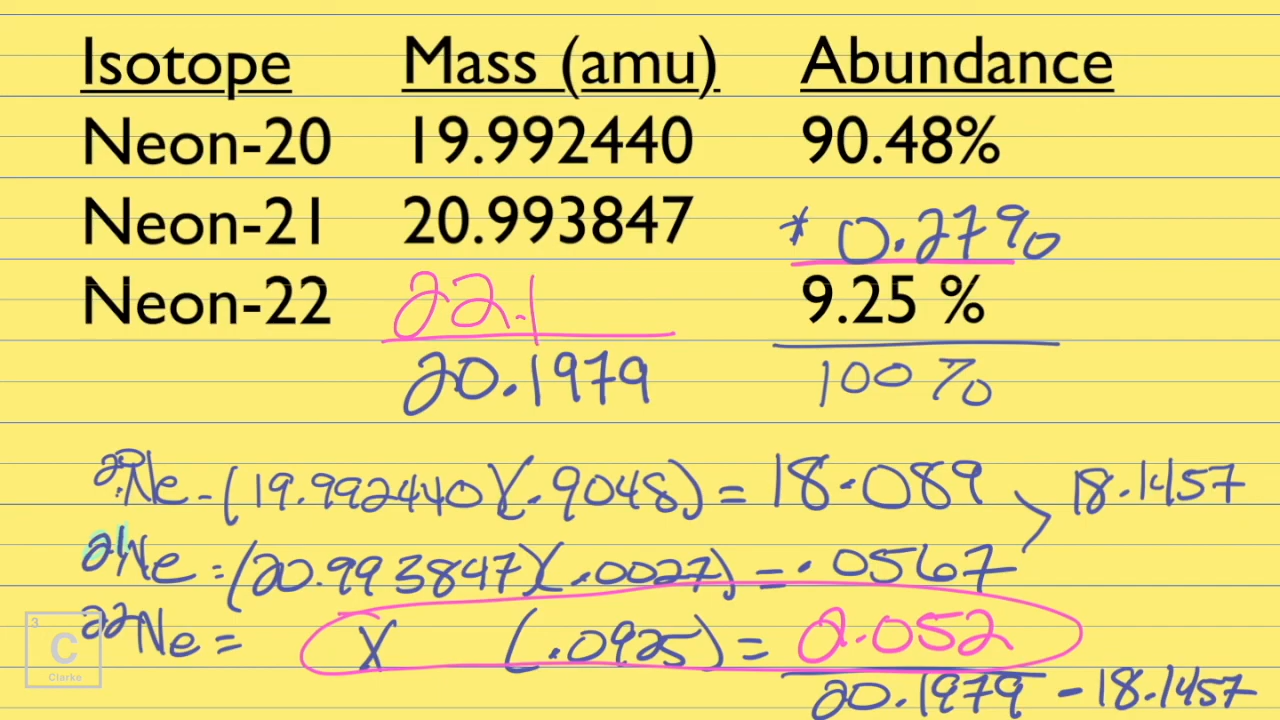 Isotope Mass (amu) Abundance
Neon-20 19.992440 90.48%
Neon-21 20.993847 * 0.27%
Neon-22 22.1 9.25 %
20.1979 100%
20Ne - (19.992440)(.9048) = 18.089 18.1457
21Ne = (20.993847)(.0027) = .0567
22Ne = X (.0925) = 2.052
20.1979 - 18.1457
3
C
Clarke